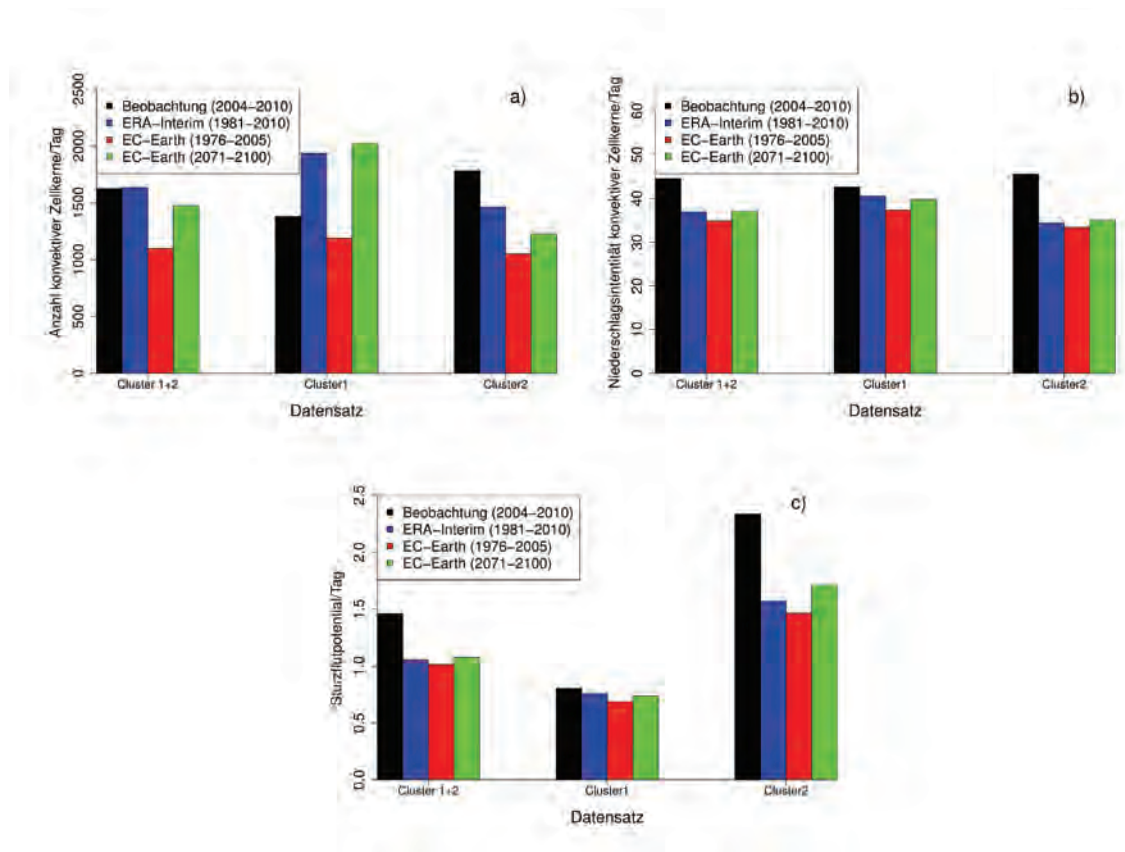 a)
Beobachtung (2004–2010)
ERA–Interim (1981–2010)
EC–Earth (1976–2005)
EC–Earth (2071–2100)
Anzahl konvektiver Zellkerne/Tag
0
500
1000
1500
2000
2500
Cluster 1+2
Cluster1
Cluster2
Datensatz
b)
Beobachtung (2004–2010)
ERA–Interim (1981–2010)
EC–Earth (1976–2005)
EC–Earth (2071–2100)
Niederschlagsintentität konvektiver Zellkerne/Tag
0
10
20
30
40
50
60
Cluster 1+2
Cluster1
Cluster2
Datensatz
c)
Beobachtung (2004–2010)
ERA–Interim (1981–2010)
EC–Earth (1976–2005)
EC–Earth (2071–2100)
Sturzflutpotential/Tag
0.0
0.5
1.0
1.5
2.0
2.5
Cluster 1+2
Cluster1
Cluster2
Datensatz